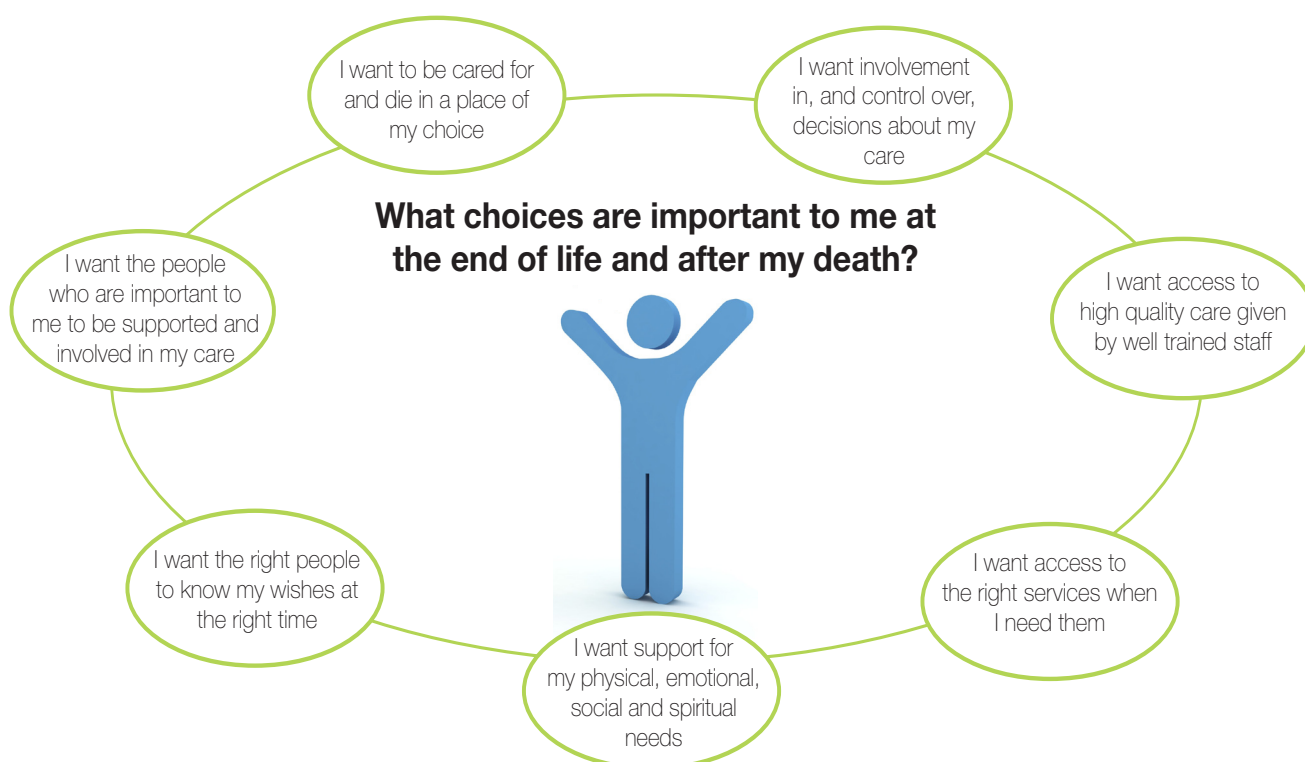 I want to be cared for
and die in a place of
my choice
I want involvement
in, and control over,
decisions about my
care
What choices are important to me at
the end of life and after my death?
I want the people
who are important to
me to be supported and
involved in my care
I want access to
high quality care given
by well trained staff
I want the right people
to know my wishes at
the right time
I want access to
the right services when
I need them
I want support for
my physical, emotional,
social and spiritual
needs